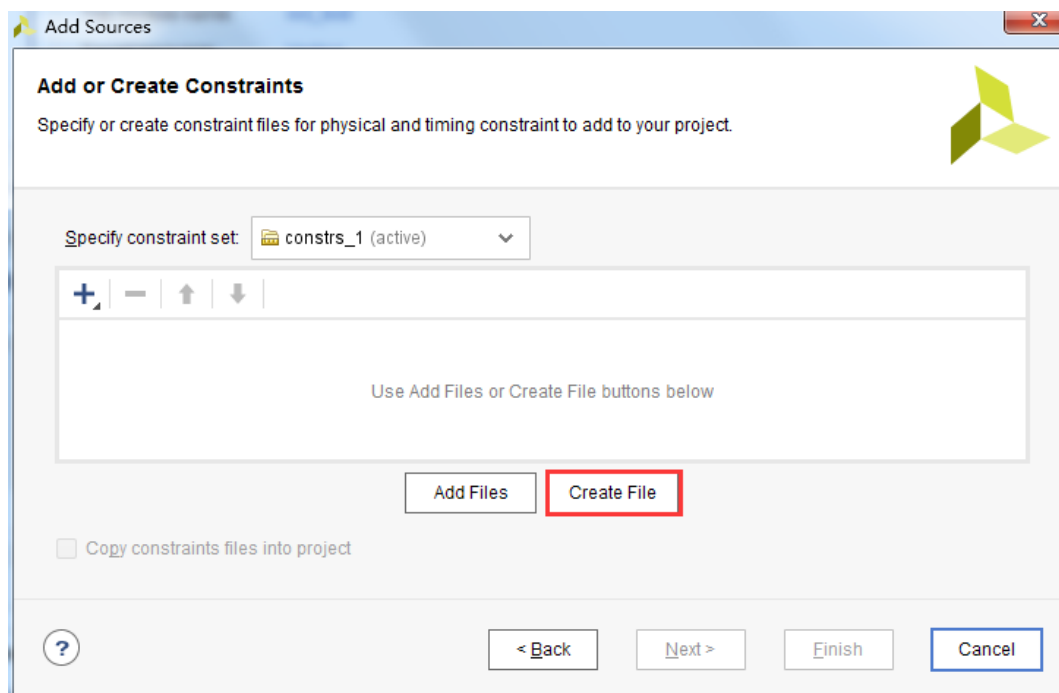 Add Sources
X
Add or Create Constraints
Specify or create constraint files for physical and timing constraint to add to your project.
Specify constraint set: constrs_1 (active)
Use Add Files or Create File buttons below
Add Files Create File
Copy constraints files into project
? < Back Next > Finish Cancel